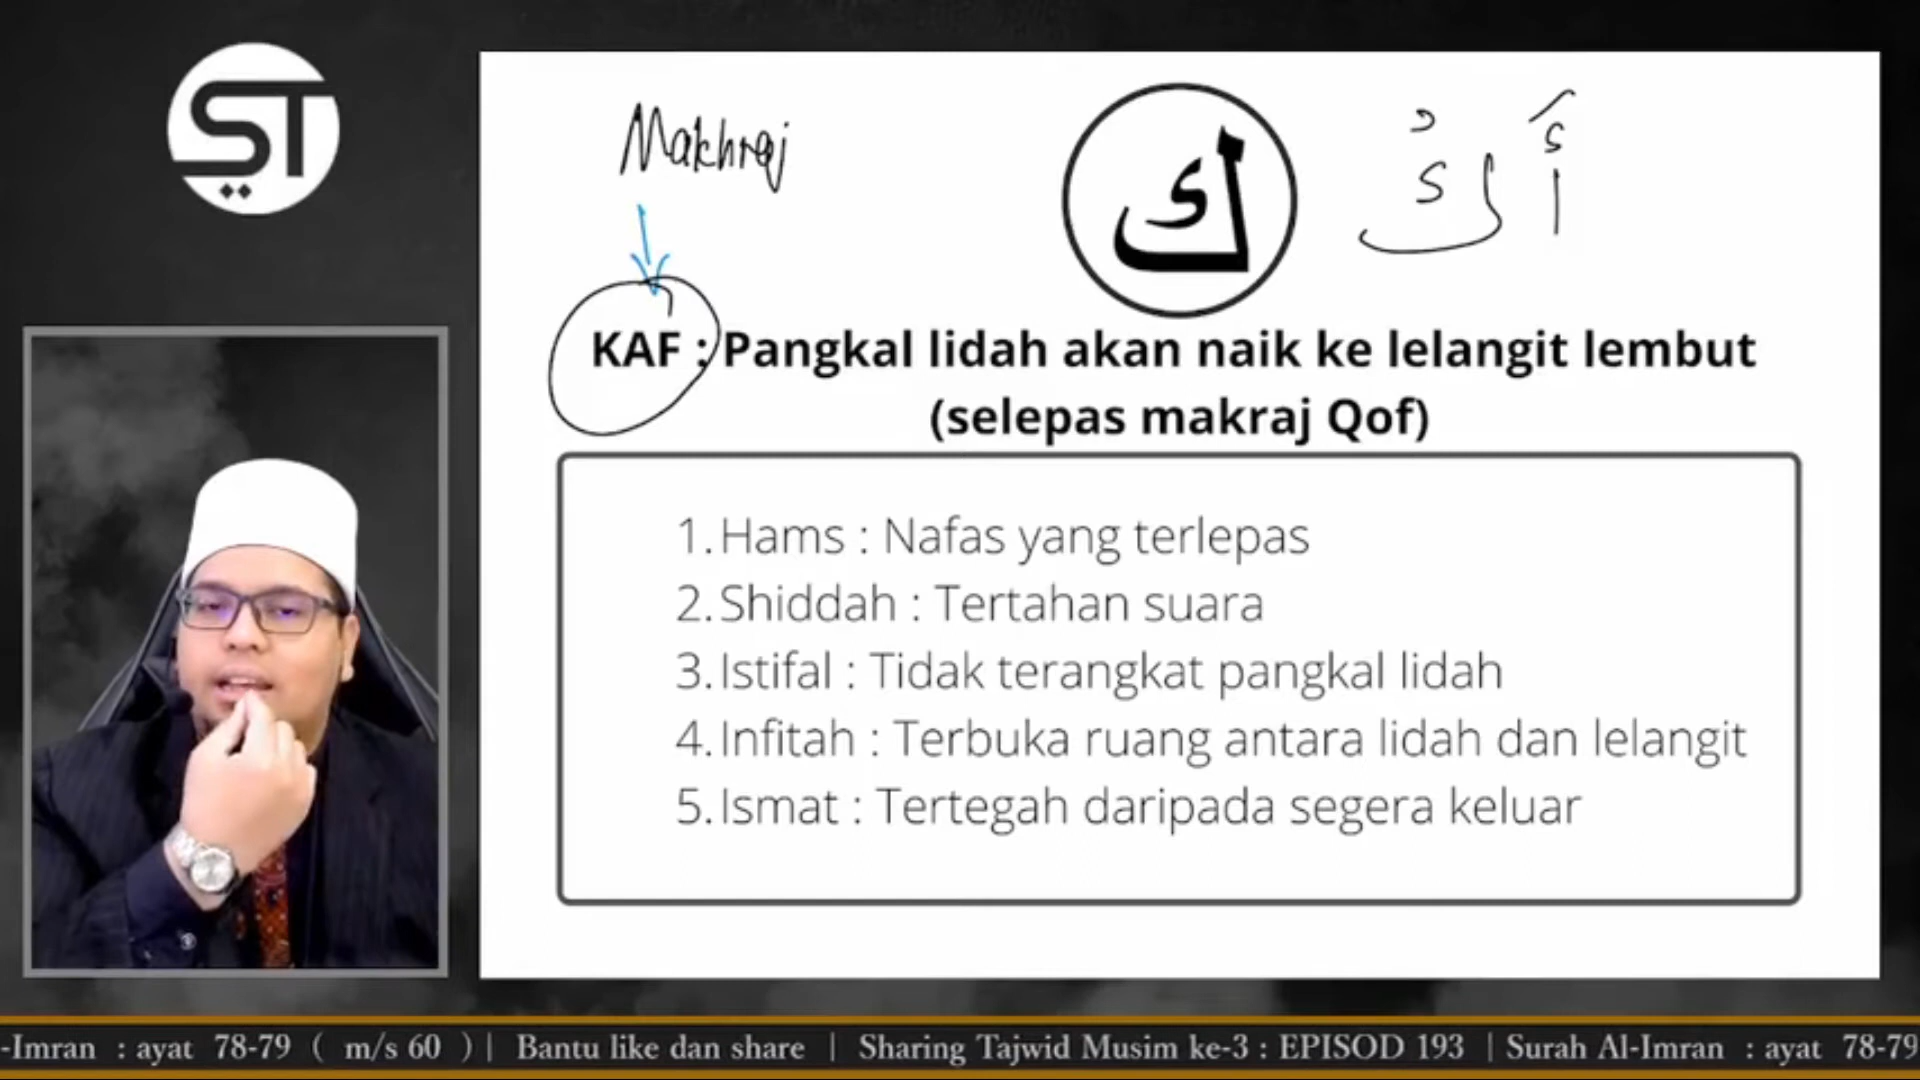 ST
Makhraj
ك
أَكْ
KAF : Pangkal lidah akan naik ke lelangit lembut
(selepas makraj Qof)
1. Hams : Nafas yang terlepas
2. Shiddah : Tertahan suara
3. Istifal : Tidak terangkat pangkal lidah
4. Infitah : Terbuka ruang antara lidah dan lelangit
5. Ismat : Tertegah daripada segera keluar
-Imran : ayat 78-79 ( m/s 60 ) | Bantu like dan share | Sharing Tajwid Musim ke-3 : EPISOD 193 | Surah Al-Imran : ayat 78-79